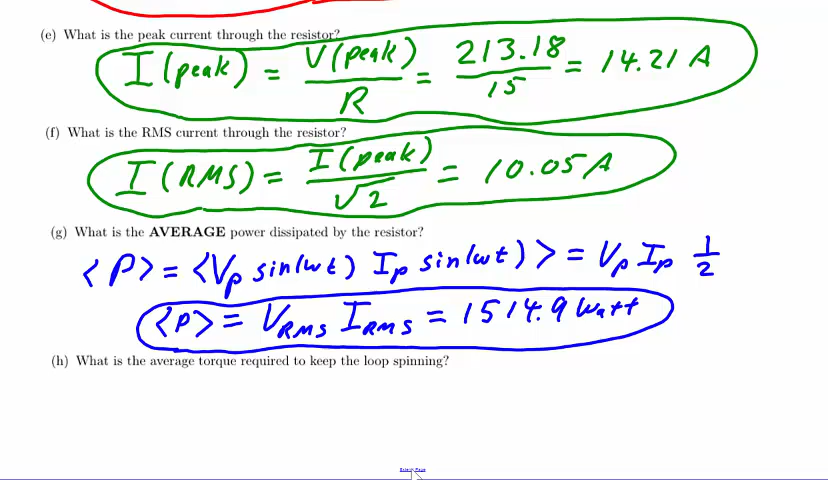 (e) What is the peak current through the resistor?
I(peak) = V(peak) / R = 213.18 / 15 = 14.21 A
(f) What is the RMS current through the resistor?
I(RMS) = I(peak) / √2 = 10.05 A
(g) What is the AVERAGE power dissipated by the resistor?
<P> = <Vp sin(wt) Ip sin(wt)> = Vp Ip 1/2
<P> = VRMS IRMS = 1514.9 Watt
(h) What is the average torque required to keep the loop spinning?